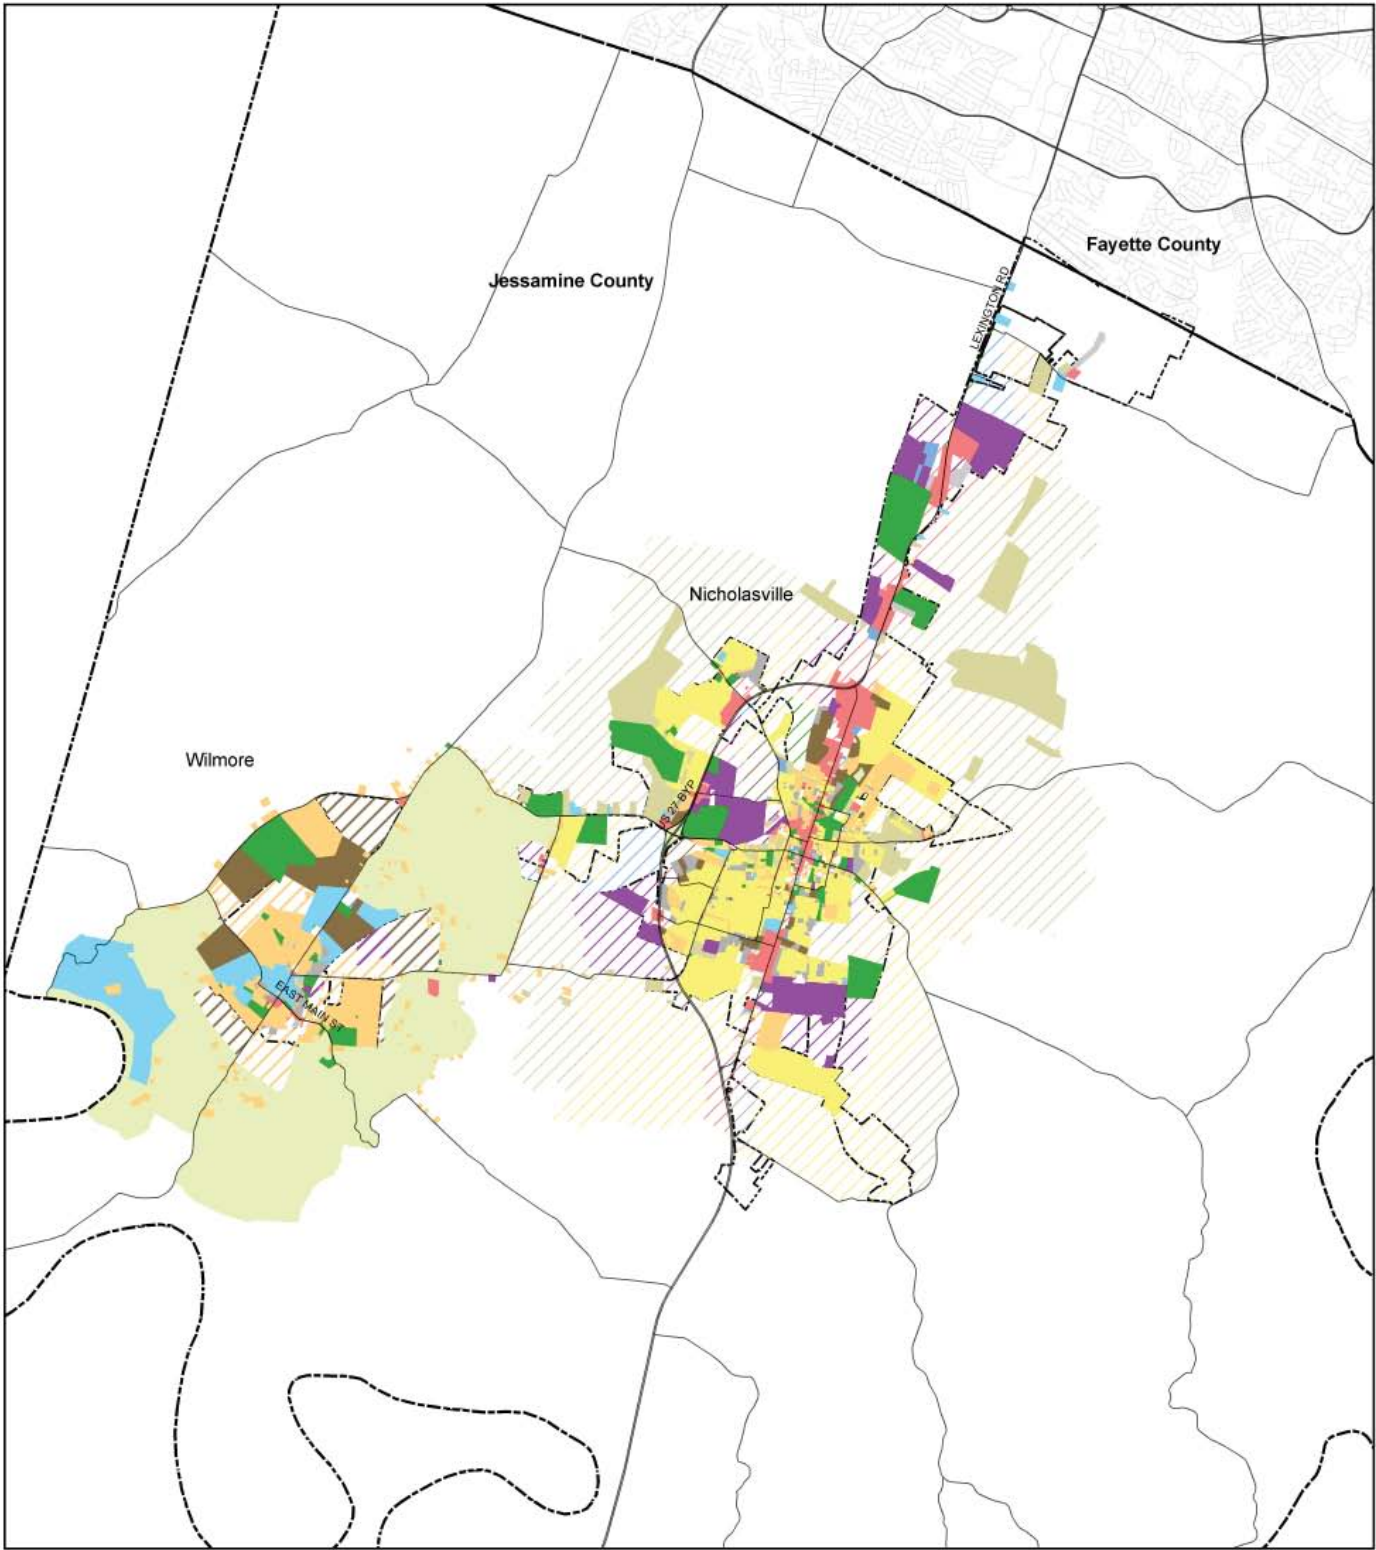 Fayette County
Jessamine County
LEXINGTON RD
Nicholasville
Wilmore
US 27 BYP
EAST MAIN ST